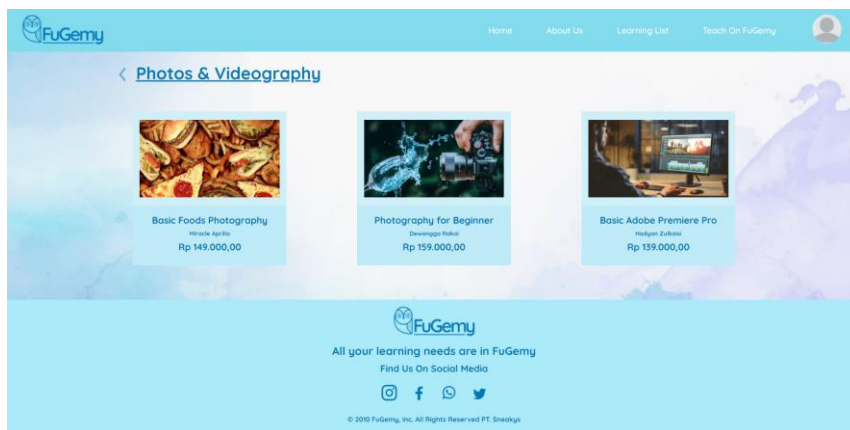 FuGemy
Home About Us Learning List Teach On FuGemy
Photos & Videography
Basic Foods Photography
Miracle Aprilio
Rp 149.000,00
Photography for Beginner
Dewangga Rakai
Rp 159.000,00
Basic Adobe Premiere Pro
Rp 139.000,00
FuGemy
All your learning needs are in FuGemy
Find Us On Social Media
© 2010 FuGemy, inc. All Rights Reserved PT. Sneakys